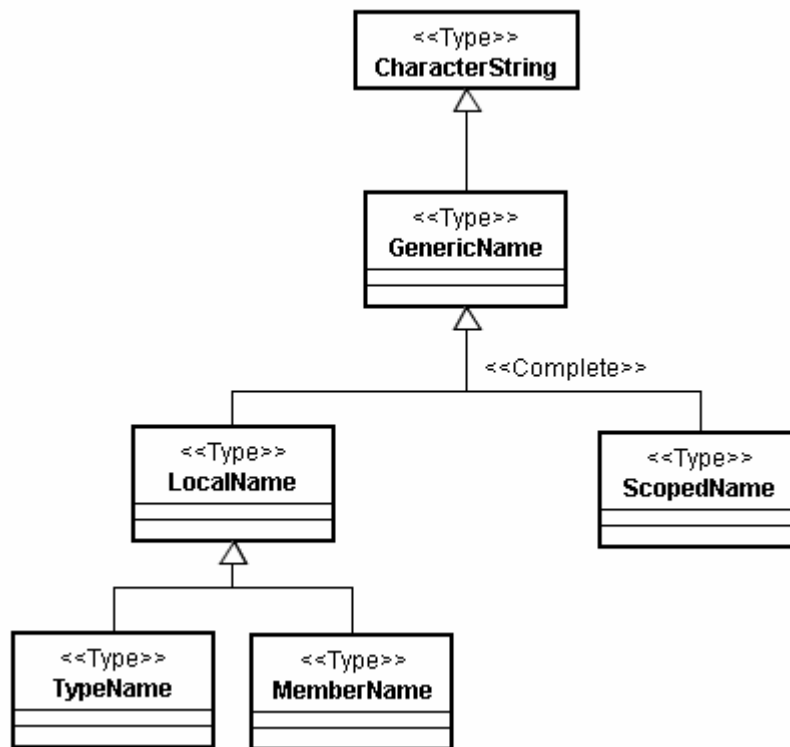 <<Type>>
CharacterString
<<Type>>
GenericName
<<Complete>>
<<Type>>
LocalName
<<Type>>
ScopedName
<<Type>>
TypeName
<<Type>>
MemberName